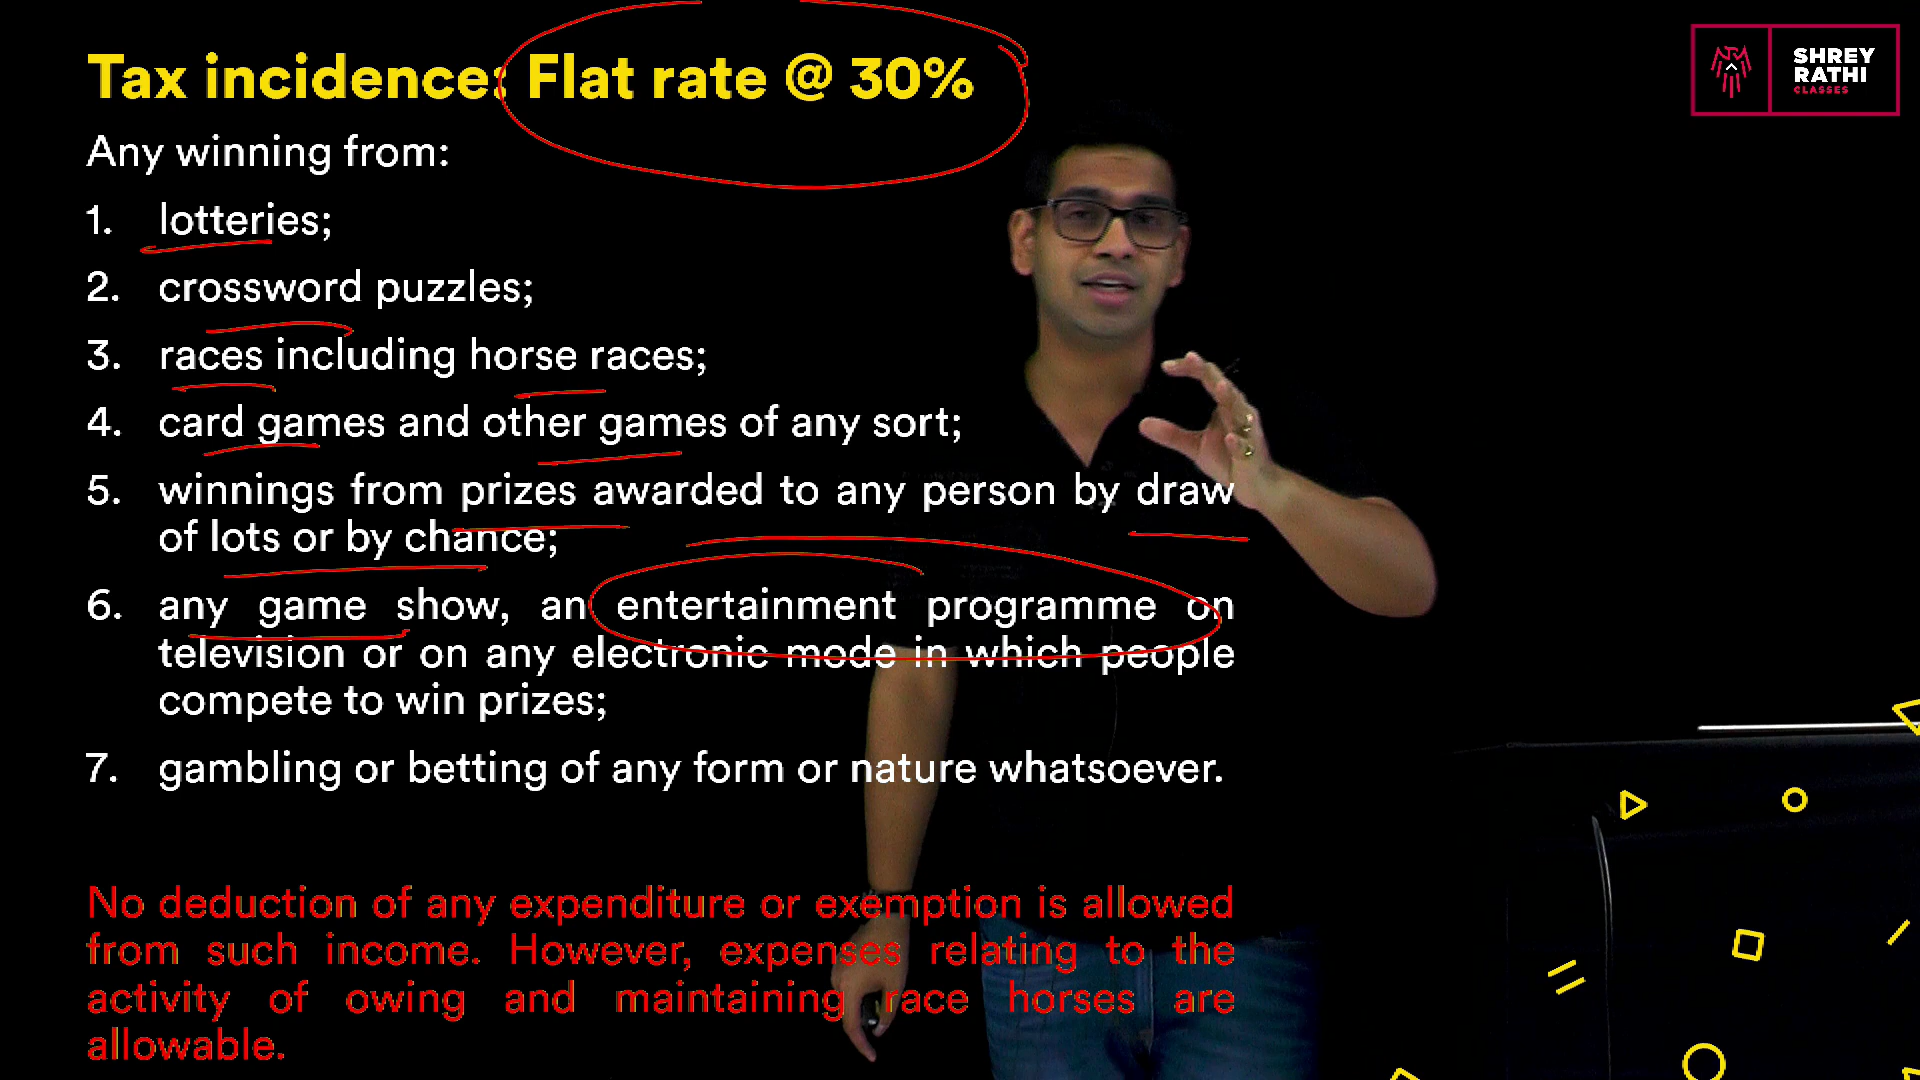 Tax incidence: Flat rate @ 30%
SHREY
RATHI
CLASSES
Any winning from:
1. lotteries;
2. crossword puzzles;
3. races including horse races;
4. card games and other games of any sort;
5. winnings from prizes awarded to any person by draw
of lots or by chance;
6. any game show, an entertainment programme on
television or on any electronic mode in which people
compete to win prizes;
7. gambling or betting of any form or nature whatsoever.
No deduction of any expenditure or exemption is allowed
from such income. However, expenses relating to the
activity of owing and maintaining race horses are
allowable.